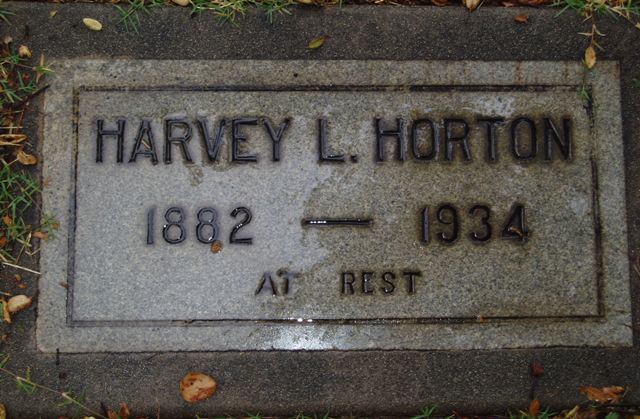 HARVEY L. HORTON
1882 — 1934
AT REST